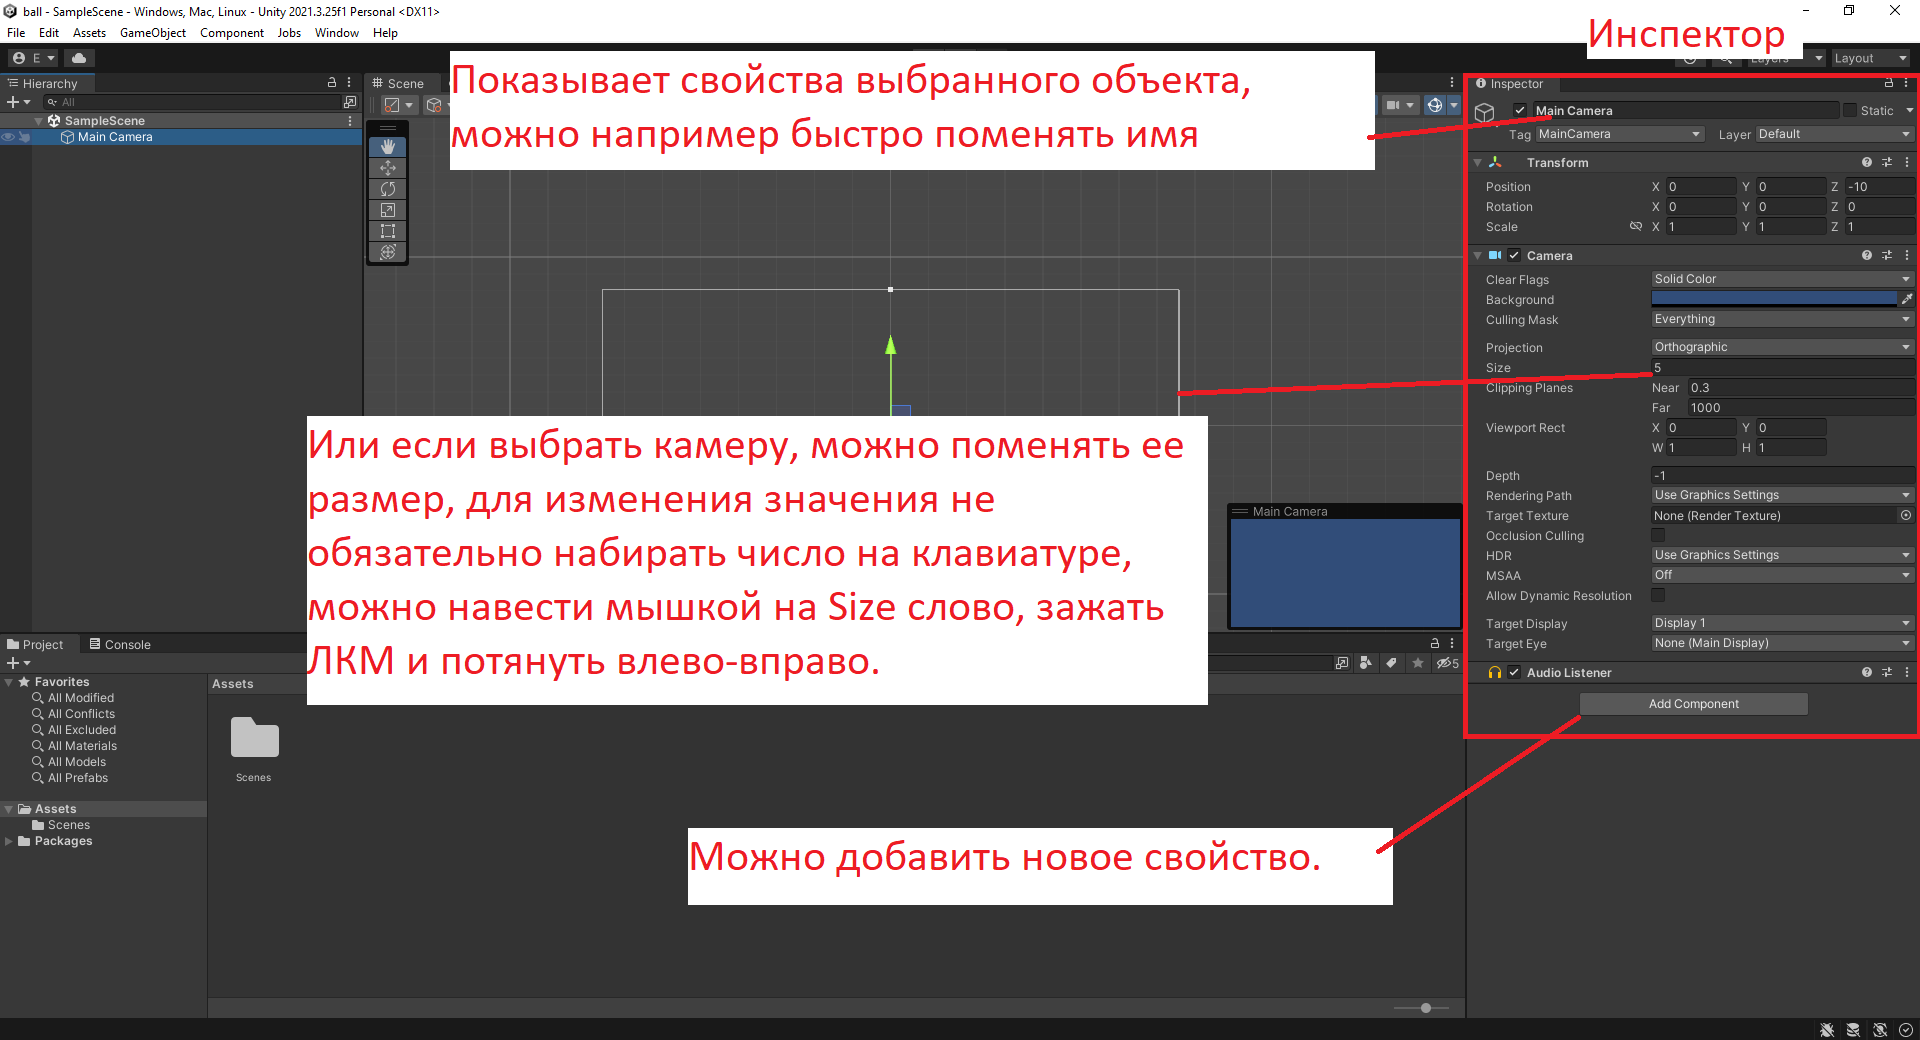 ball - SampleScene - Windows, Mac, Linux - Unity 2021.3.25f1 Personal <DX11>
File Edit Assets GameObject Component Jobs Window Help
Инспектор
E
Layers
Layout
Hierarchy
All
SampleScene
Main Camera
Scene
Показывает свойства выбранного объекта,
можно например быстро поменять имя
Или если выбрать камеру, можно поменять ее
размер, для изменения значения не
обязательно набирать число на клавиатуре,
можно навести мышкой на Size слово, зажать
ЛКМ и потянуть влево-вправо.
Main Camera
Inspector
Main Camera
Static
Tag MainCamera Layer Default
Transform
Position X 0 Y 0 Z -10
Rotation X 0 Y 0 Z 0
Scale X 1 Y 1 Z 1
Camera
Clear Flags Solid Color
Background
Culling Mask Everything
Projection Orthographic
Size 5
Clipping Planes Near 0.3
Far 1000
Viewport Rect X 0 Y 0
W 1 H 1
Depth -1
Rendering Path Use Graphics Settings
Target Texture None (Render Texture)
Occlusion Culling
HDR Use Graphics Settings
MSAA Off
Allow Dynamic Resolution
Target Display Display 1
Target Eye None (Main Display)
Audio Listener
Add Component
Project
Console
5
Favorites
All Modified
All Conflicts
All Excluded
All Materials
All Models
All Prefabs
Assets
Scenes
Packages
Assets
Scenes
Можно добавить новое свойство.